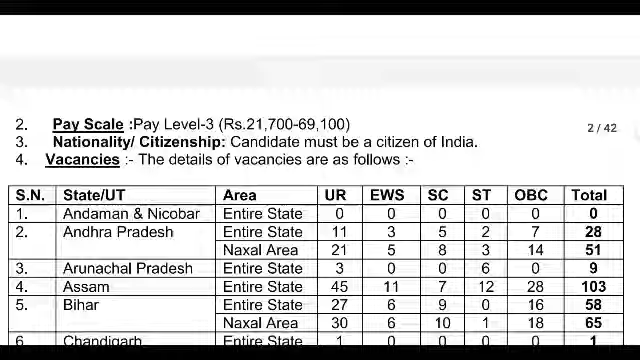 2. Pay Scale :Pay Level-3 (Rs.21,700-69,100)
2 / 42
3. Nationality/ Citizenship: Candidate must be a citizen of India.
4. Vacancies :- The details of vacancies are as follows :-
S.N. State/UT Area UR EWS SC ST OBC Total
1. Andaman & Nicobar Entire State 0 0 0 0 0 0
2. Andhra Pradesh Entire State 11 3 5 2 7 28
Naxal Area 21 5 8 3 14 51
3. Arunachal Pradesh Entire State 3 0 0 6 0 9
4. Assam Entire State 45 11 7 12 28 103
5. Bihar Entire State 27 6 9 0 16 58
Naxal Area 30 6 10 1 18 65
6. Chandigarh Entire State 1 0 0 0 0 1